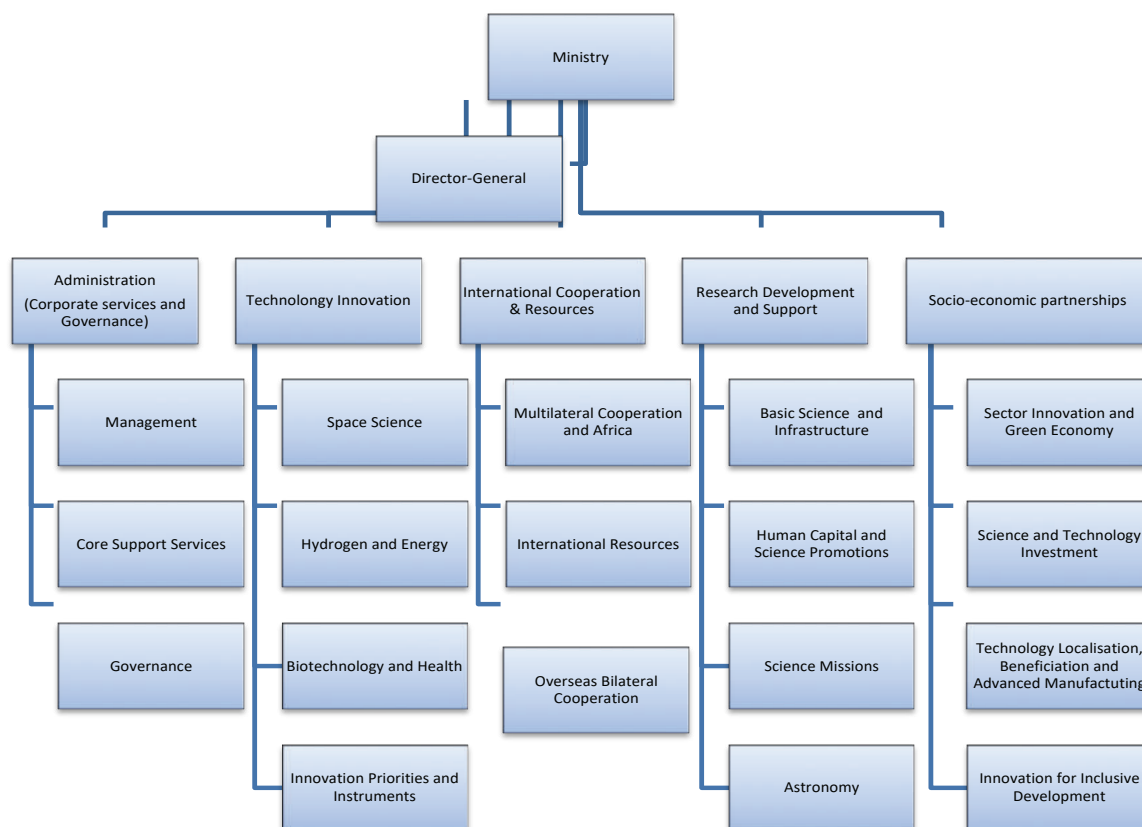 Ministry
Director-General
Administration
(Corporate services and
Governance)
Technolongy Innovation
International Cooperation
& Resources
Research Development
and Support
Socio-economic partnerships
Management
Space Science
Multilateral Cooperation
and Africa
Basic Science and
Infrastructure
Sector Innovation and
Green Economy
Core Support Services
Hydrogen and Energy
International Resources
Human Capital and
Science Promotions
Science and Technology
Investment
Governance
Biotechnology and Health
Overseas Bilateral
Cooperation
Science Missions
Technology Localisation,
Beneficiation and
Advanced Manufactuting
Innovation Priorities and
Instruments
Astronomy
Innovation for Inclusive
Development